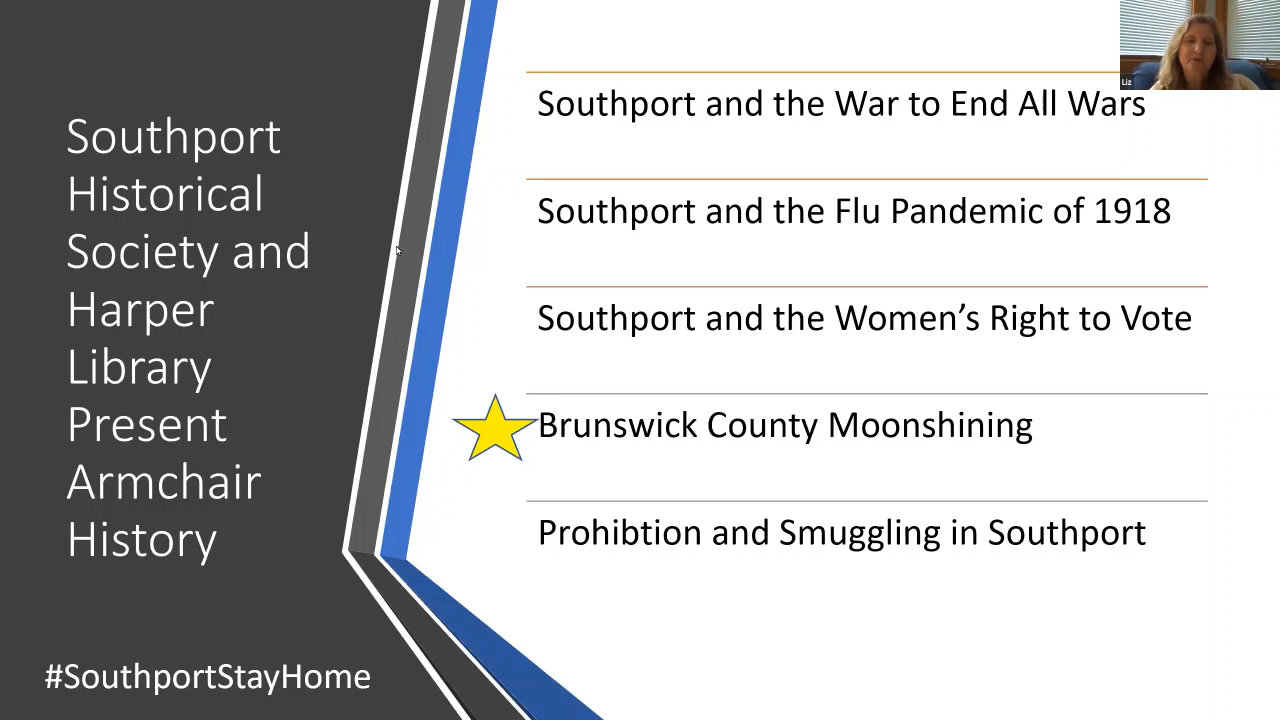 Southport
Historical
Society and
Harper
Library
Present
Armchair
History
#SouthportStayHome
Southport and the War to End All Wars
Southport and the Flu Pandemic of 1918
Southport and the Women’s Right to Vote
Brunswick County Moonshining
Prohibtion and Smuggling in Southport
Liz